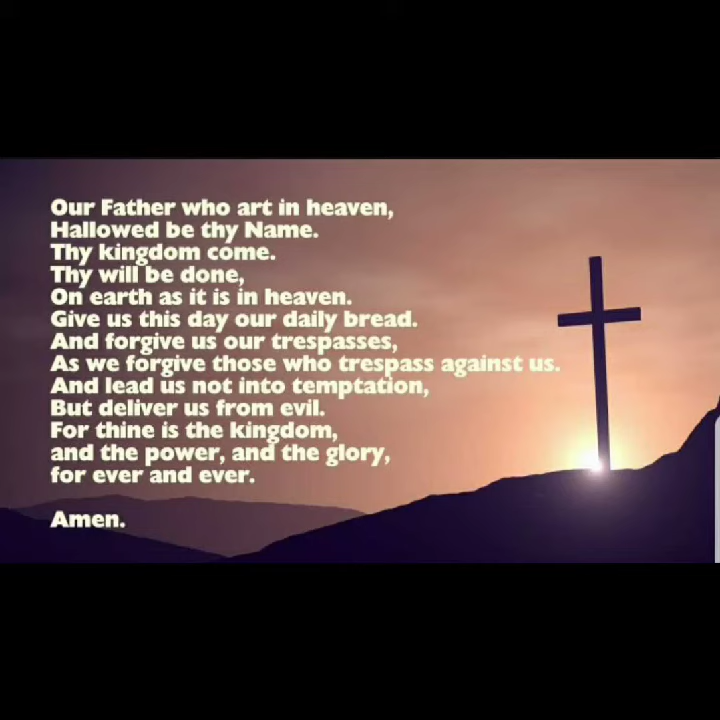 Our Father who art in heaven,
Hallowed be thy Name.
Thy kingdom come.
Thy will be done,
On earth as it is in heaven.
Give us this day our daily bread.
And forgive us our trespasses,
As we forgive those who trespass against us.
And lead us not into temptation,
But deliver us from evil.
For thine is the kingdom,
and the power, and the glory,
for ever and ever.
Amen.